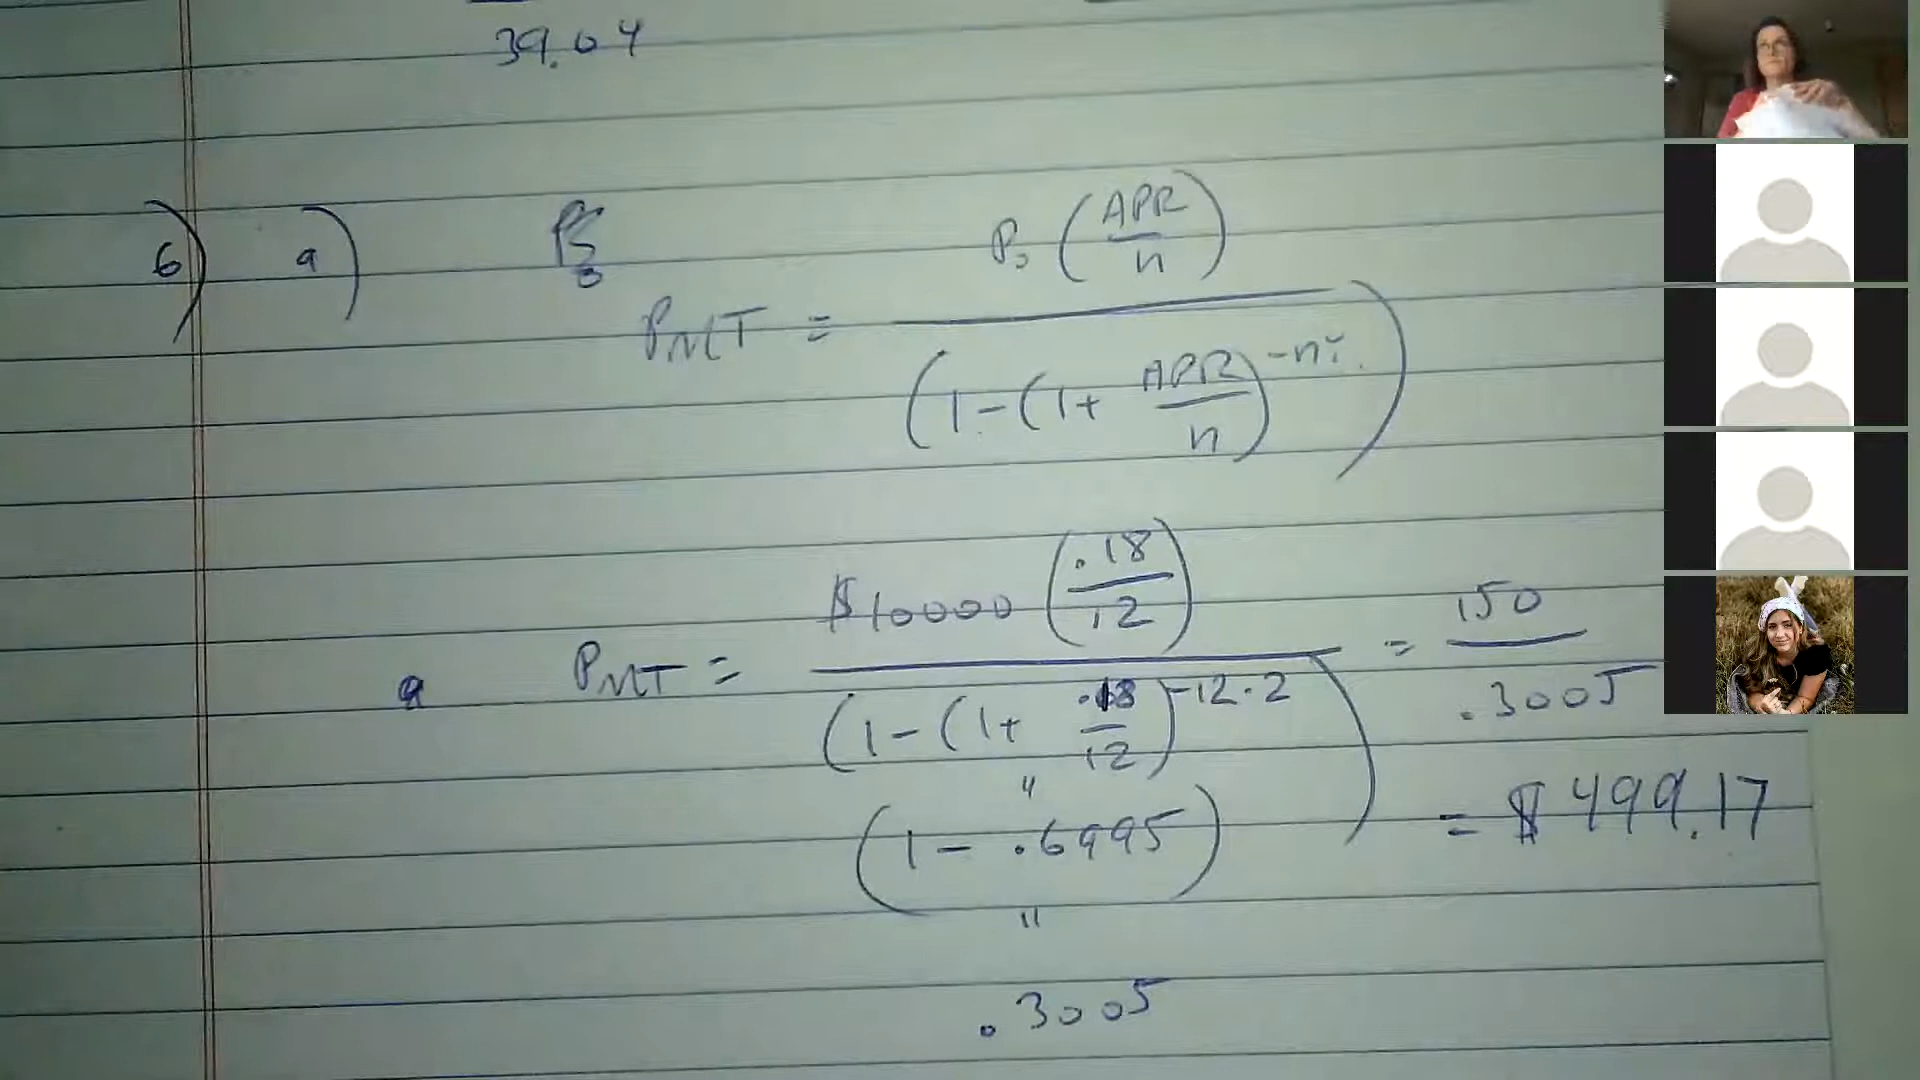 39.04
6) a) P0
P0 (APR/n)
PMT =
(1-(1+ APR/n)^-nt)
$10000 (.18/12)
a PMT = = 150/.3005
(1-(1+ .18/12)^-12.2)
"
(1- .6995) = $499.17
"
.3005